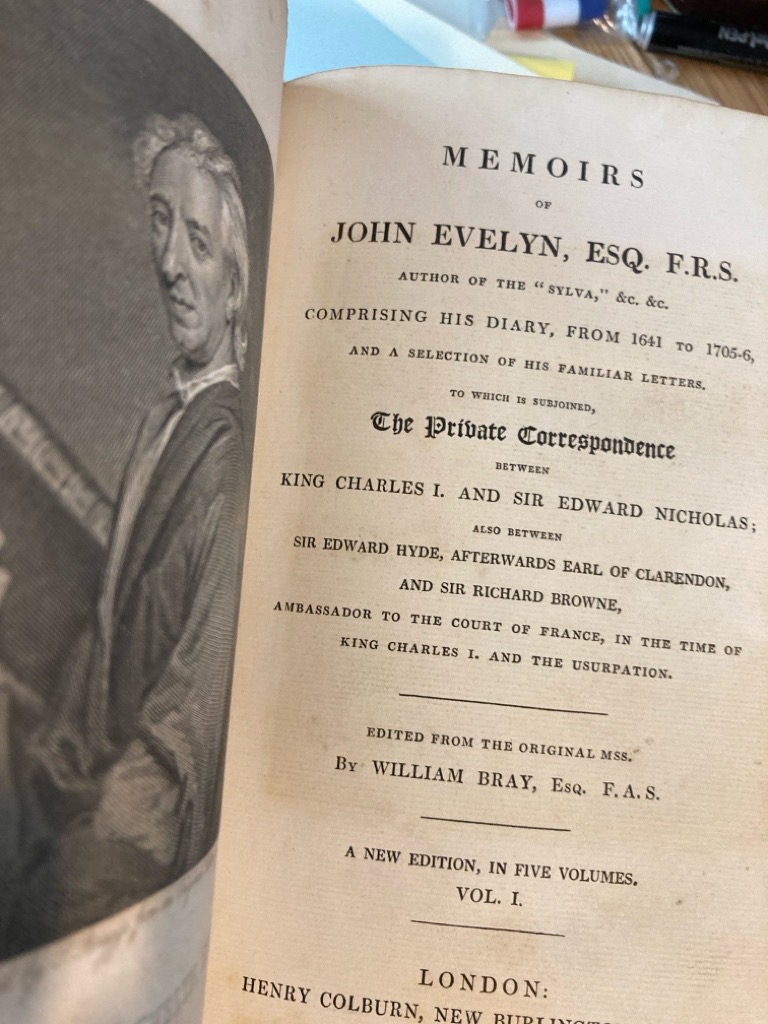 MEMOIRS
OF
JOHN EVELYN, ESQ. F.R.S.
AUTHOR OF THE “SYLVA,” &c. &c.
COMPRISING HIS DIARY, FROM 1641 TO 1705-6,
AND A SELECTION OF HIS FAMILIAR LETTERS.
TO WHICH IS SUBJOINED,
The Private Correspondence
BETWEEN
KING CHARLES I. AND SIR EDWARD NICHOLAS;
ALSO BETWEEN
SIR EDWARD HYDE, AFTERWARDS EARL OF CLARENDON,
AND SIR RICHARD BROWNE,
AMBASSADOR TO THE COURT OF FRANCE, IN THE TIME OF
KING CHARLES I. AND THE USURPATION.
EDITED FROM THE ORIGINAL MSS.
BY WILLIAM BRAY, ESQ. F.A.S.
A NEW EDITION, IN FIVE VOLUMES.
VOL. I.
LONDON:
HENRY COLBURN, NEW